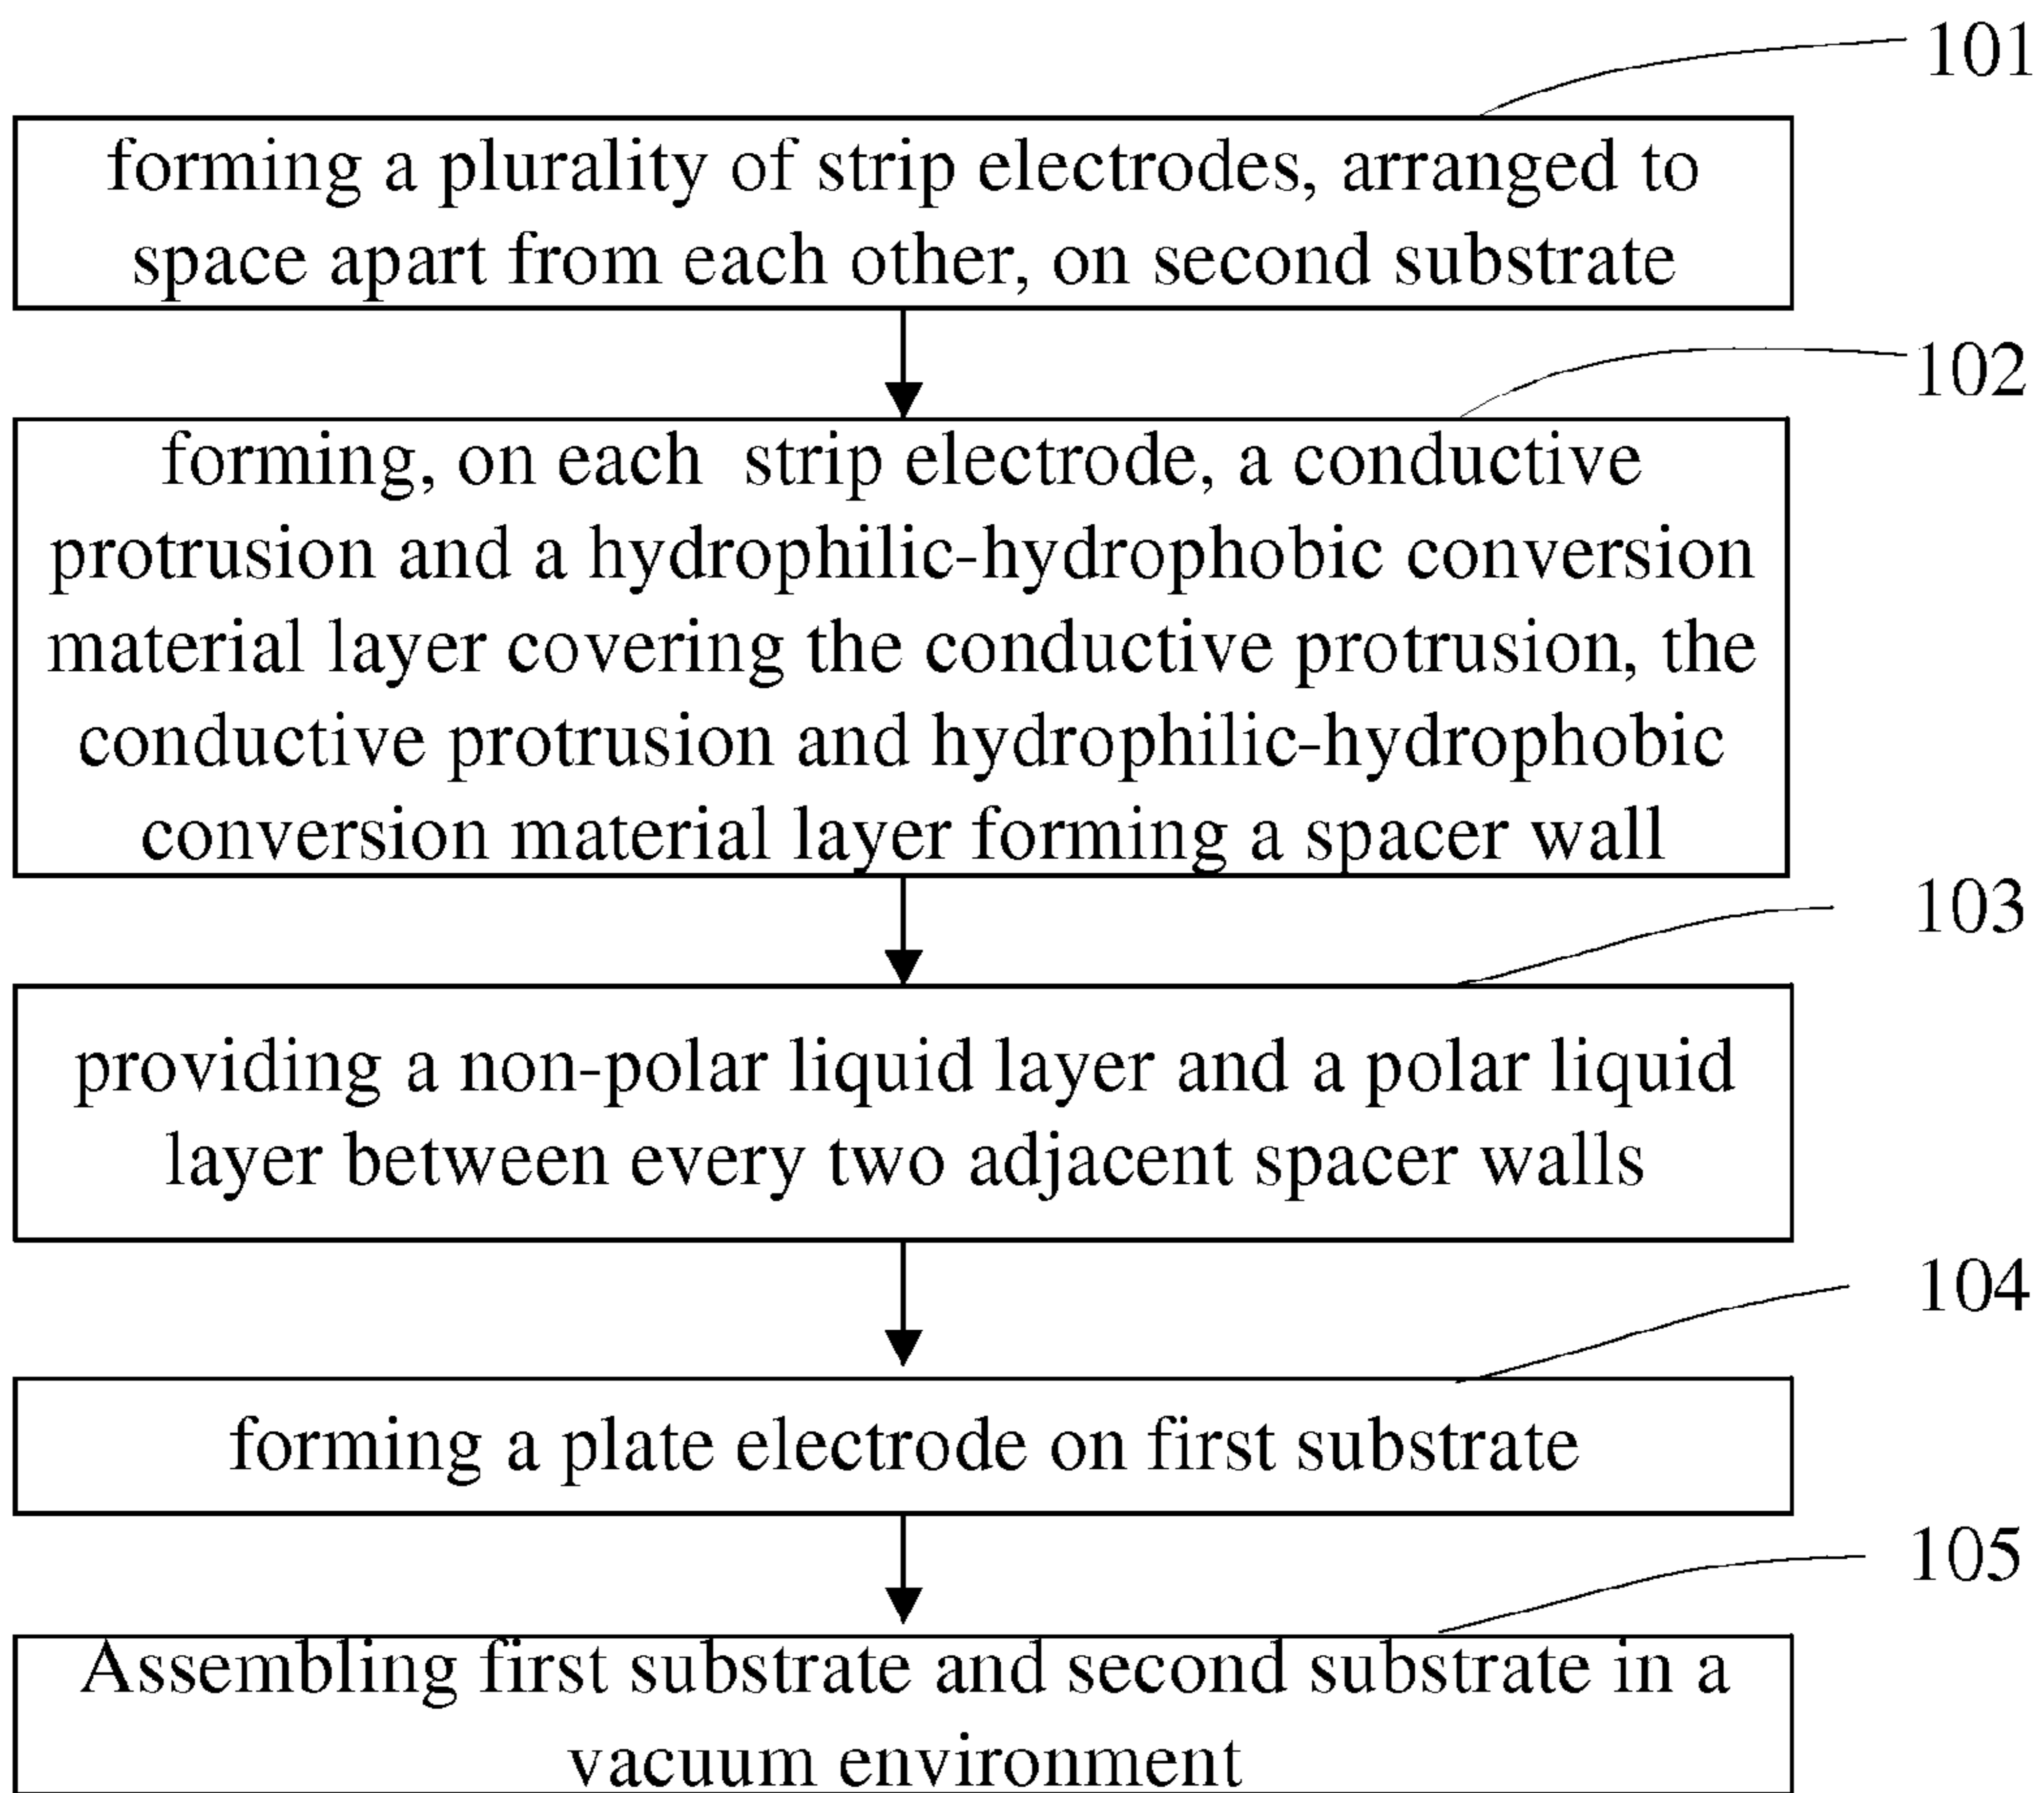 101
forming a plurality of strip electrodes, arranged to
space apart from each other, on second substrate
102
forming, on each strip electrode, a conductive
protrusion and a hydrophilic-hydrophobic conversion
material layer covering the conductive protrusion, the
conductive protrusion and hydrophilic-hydrophobic
conversion material layer forming a spacer wall
103
providing a non-polar liquid layer and a polar liquid
layer between every two adjacent spacer walls
104
forming a plate electrode on first substrate
105
Assembling first substrate and second substrate in a
vacuum environment